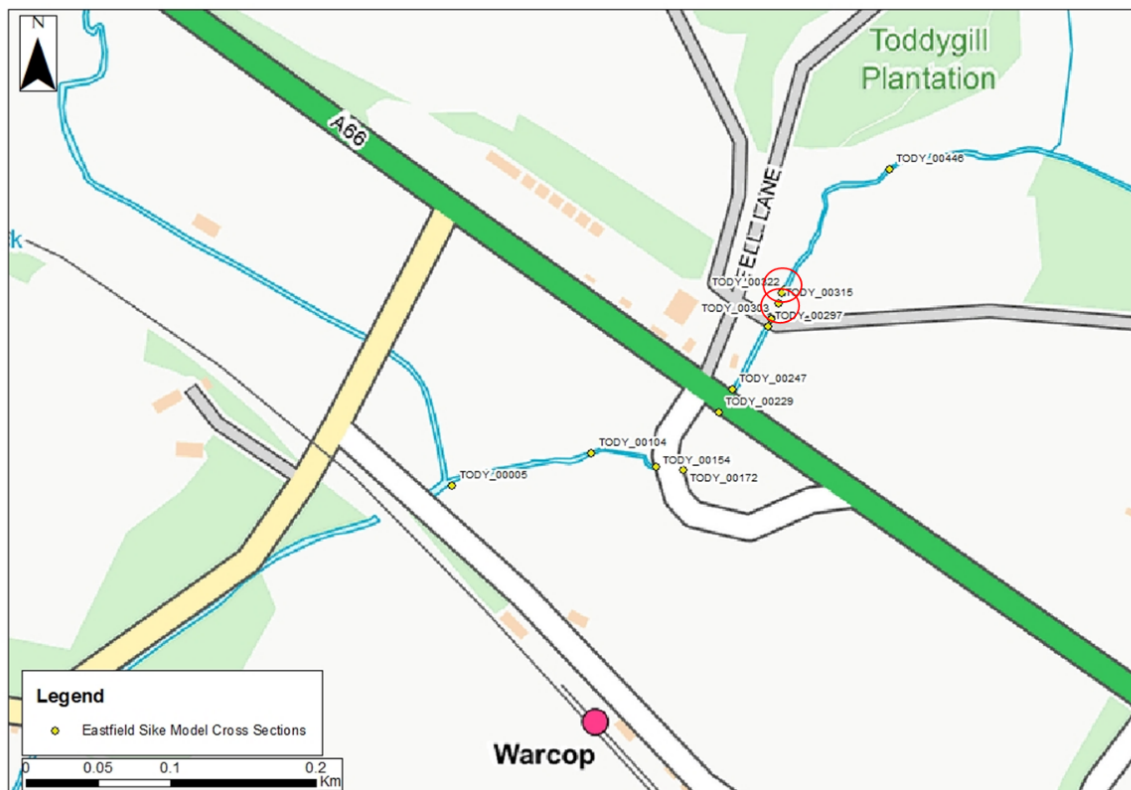 N
Toddygill
Plantation
A66
TODY_00446
FELL LANE
TODY_00322
TODY_00315
TODY_00303
TODY_00297
TODY_00247
TODY_00229
TODY_00104
TODY_00154
TODY_00172
TODY_00005
k
Legend
Eastfield Sike Model Cross Sections
Warcop
0 0.05 0.1 0.2
Km